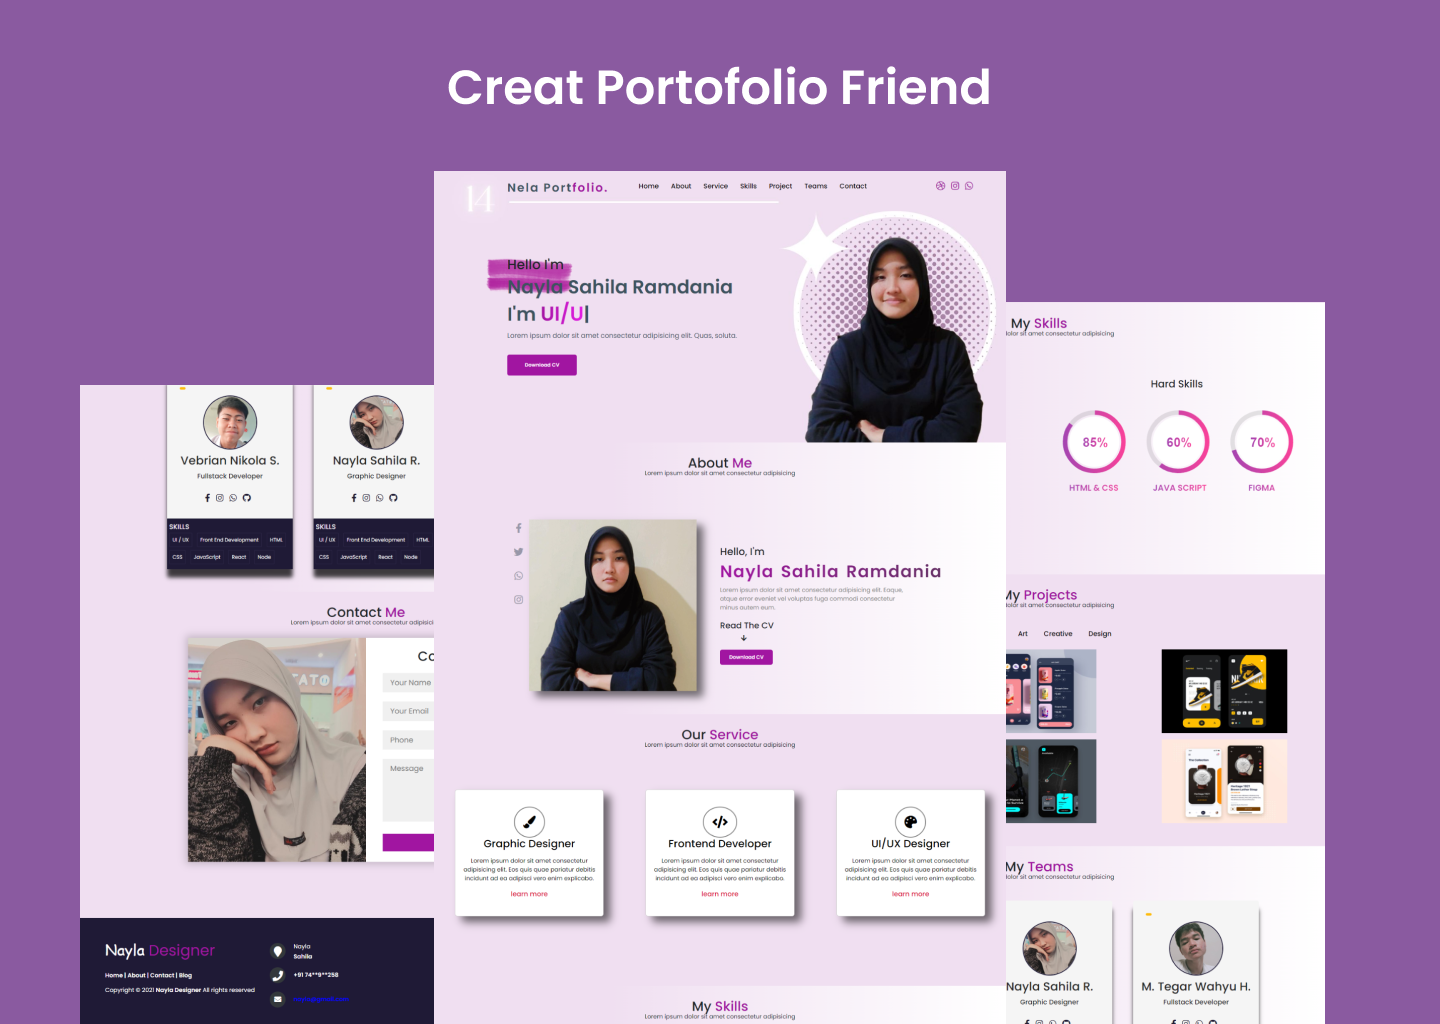 Creat Portofolio Friend
14
Nela Portfolio.
Home About Service Skills Project Teams Contact
Hello I'm
Nayla Sahila Ramdania
I'm UI/U|
Lorem ipsum dolor sit amet consectetur adipisicing elit. Quos, soluta.
Download CV
About Me
Lorem ipsum dolor sit amet consectetur adipisicing
Hello, I'm
Nayla Sahila Ramdania
Lorem ipsum dolor sit amet consectetur adipisicing elit. Eaque,
atque error eveniet vel voluptas fuga commodi consectetur
minus autem eum.
Read The CV
Download CV
Our Service
Lorem ipsum dolor sit amet consectetur adipisicing
Graphic Designer
Lorem ipsum dolor sit amet consectetur
adipisicing elit. Eos quis quae pariatur debitis
incidunt ad ea adipisci vero enim explicabo.
learn more
Frontend Developer
Lorem ipsum dolor sit amet consectetur
adipisicing elit. Eos quis quae pariatur debitis
incidunt ad ea adipisci vero enim explicabo
learn more
UI/UX Designer
Lorem ipsum dolor sit amet consectetur
adipisicing elit. Eos quis quae pariatur debitis
incidunt ad ea adipisci vero enim explicabo.
learn more
My Skills
Lorem ipsum dolor sit amet consectetur adipisicing
Vebrian Nikola S.
Fullstack Developer
SKILLS
UI / UX Front End Development HTML
CSS JavaScript React Node
Nayla Sahila R.
Graphic Designer
SKILLS
UI / UX Front End Development HTML
CSS JavaScript React Node
Contact Me
Lorem ipsum dolor sit amet consectetur adipisici
Co
Your Name
Your Email
Phone
Message
Nayla Designer
Home | About | Contact | Blog
Copyright © 2021 Nayla Designer All rights reserved
Nayla
Sahila
+91 74**9**258
My Skills
dolor sit amet consectetur adipisicing
Hard Skills
85% 60% 70%
HTML & CSS JAVA SCRIPT FIGMA
My Projects
dolor sit amet consectetur adipisicing
Art Creative Design
My Teams
dolor sit amet consectetur adipisicing
Nayla Sahila R.
Graphic Designer
M. Tegar Wahyu H.
Fullstack Developer